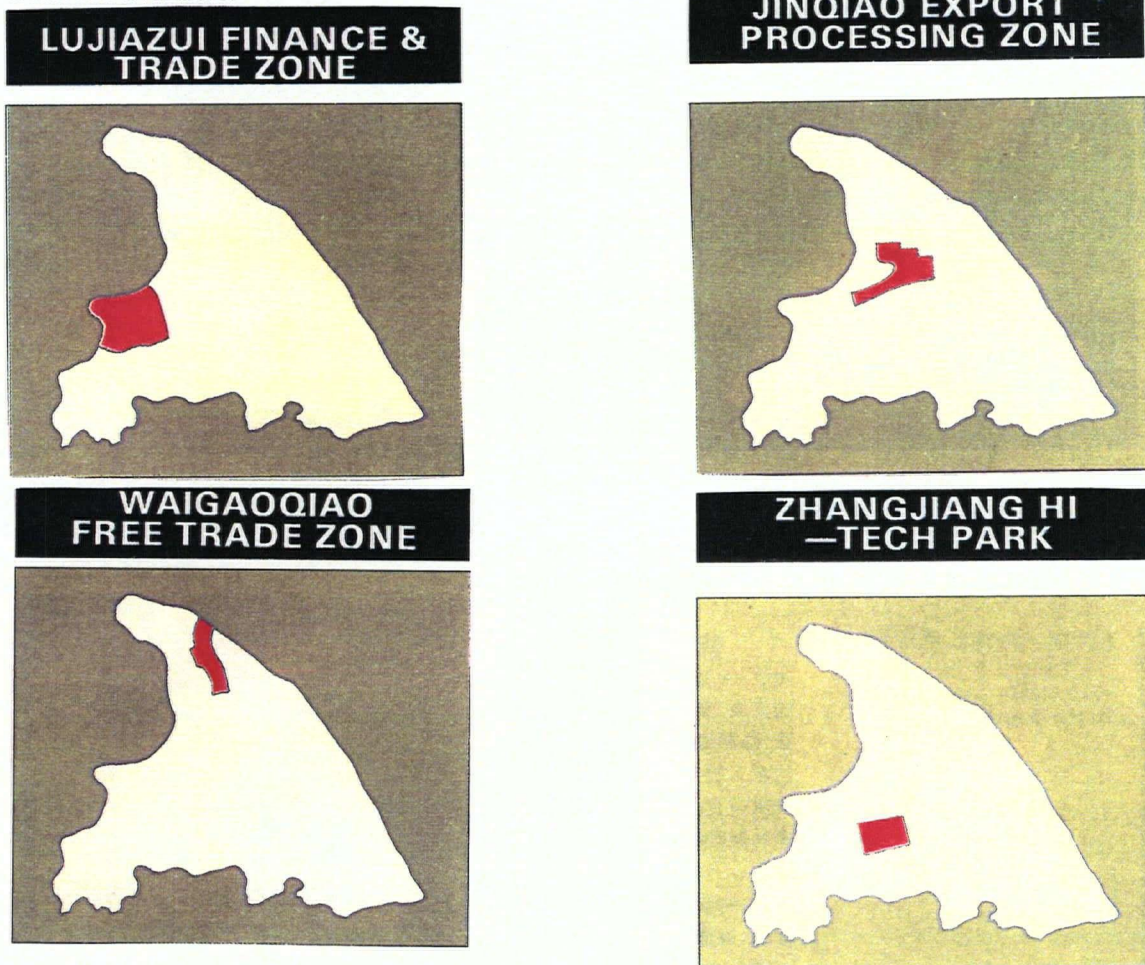 LUJIAZUI FINANCE &
TRADE ZONE
JINQIAO EXPORT
PROCESSING ZONE
WAIGAOQIAO
FREE TRADE ZONE
ZHANGJIANG HI
—TECH PARK